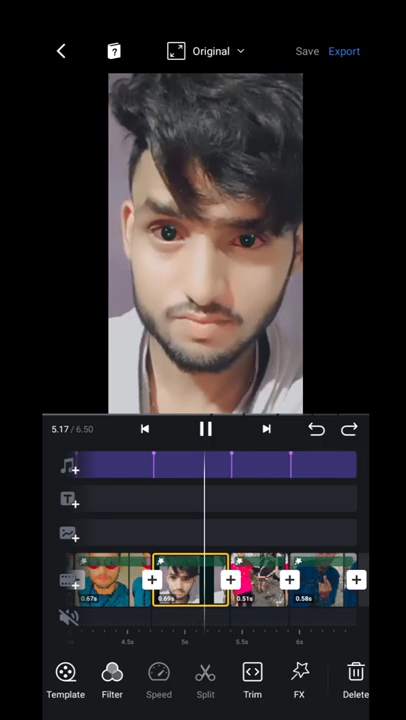 Original Save Export
5.17 / 6.50
T
0.67s 0.69s 0.51s 0.58s
4.5s 5s 5.5s 6s
Template Filter Speed Split Trim FX Delete